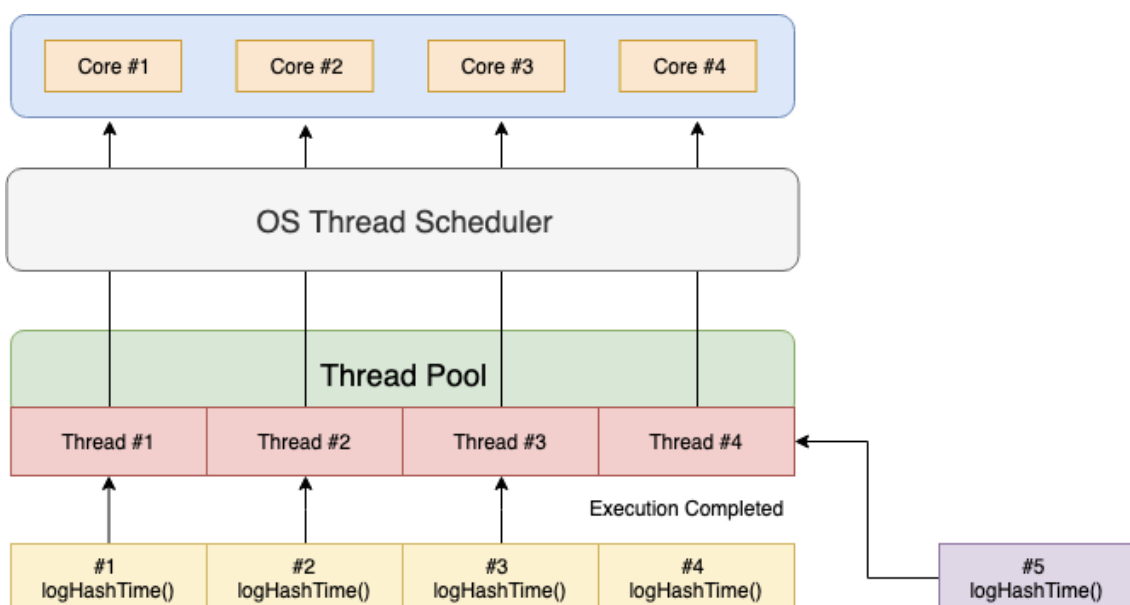 Core #1
Core #2
Core #3
Core #4
OS Thread Scheduler
Thread Pool
Thread #1
Thread #2
Thread #3
Thread #4
Execution Completed
#1
logHashTime()
#2
logHashTime()
#3
logHashTime()
#4
logHashTime()
#5
logHashTime()